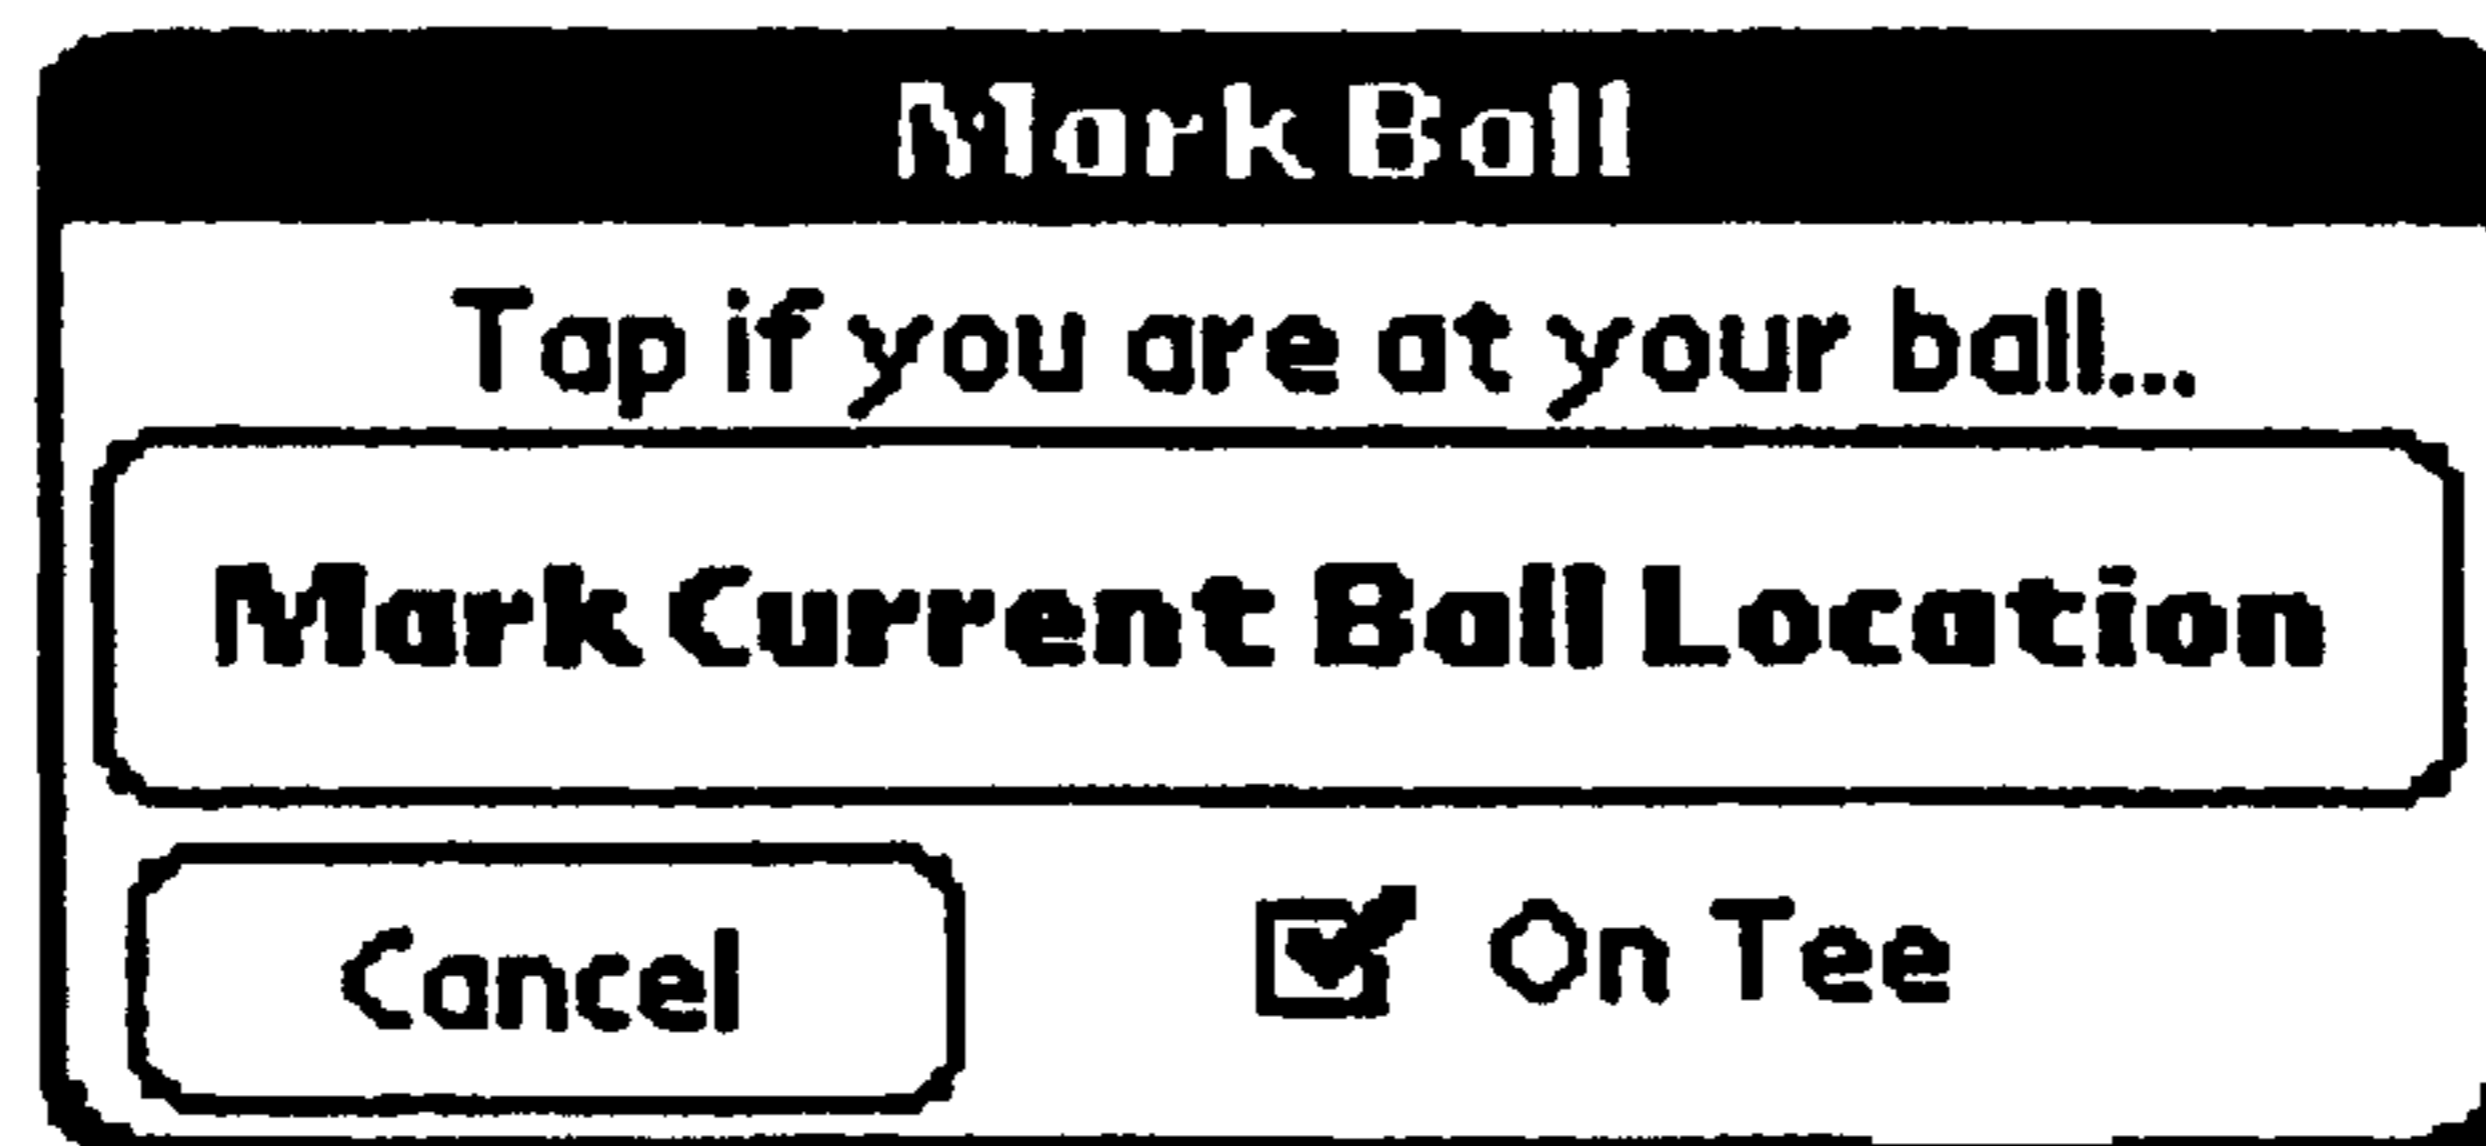 Mark Ball
Tap if you are at your ball...
Mark Current Ball Location
Cancel
On Tee